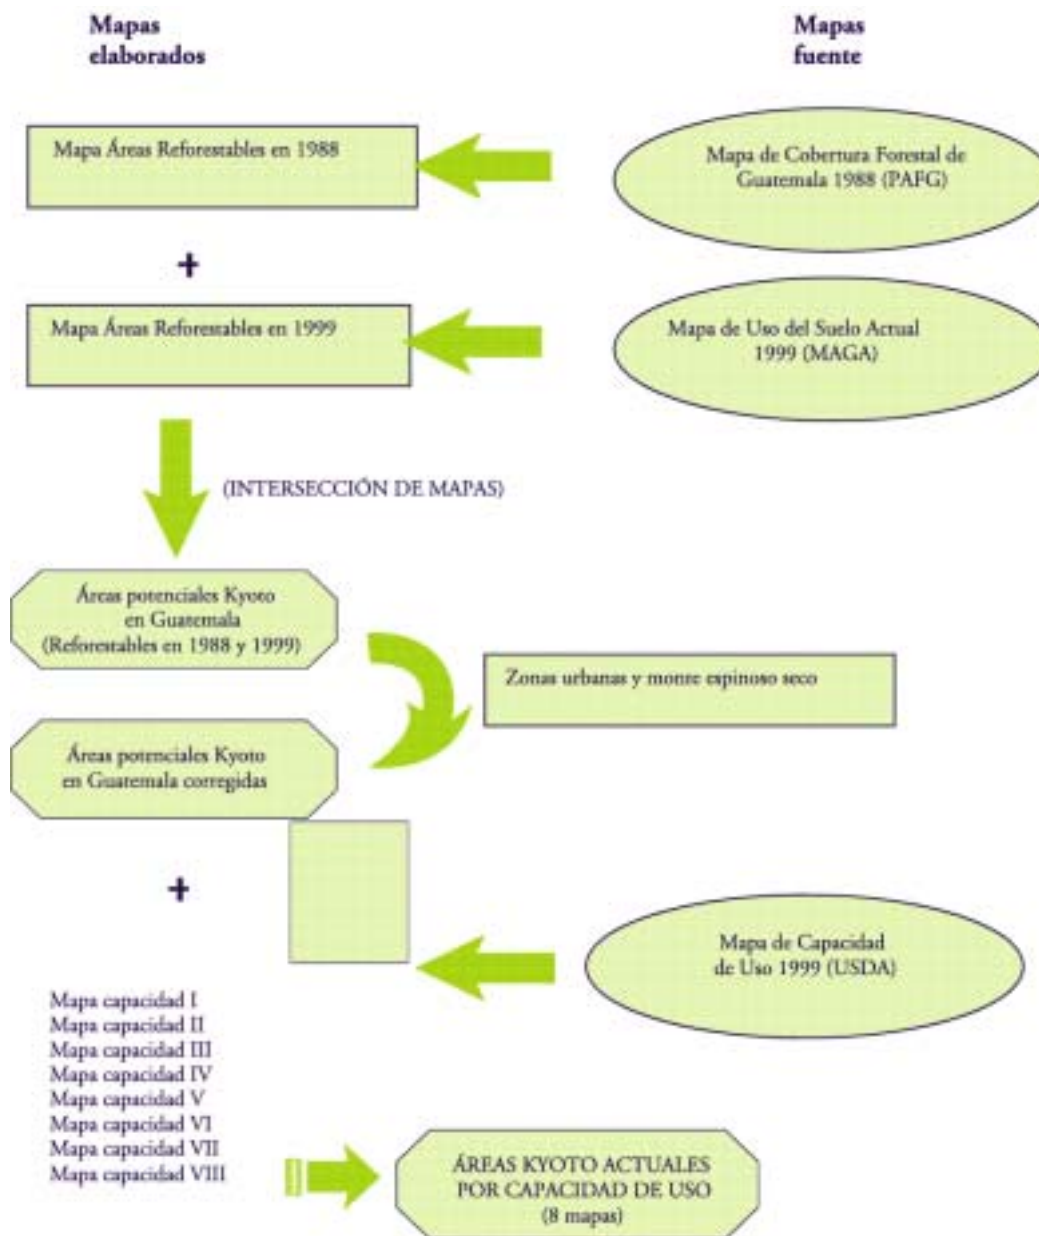 Mapas
elaborados
Mapas
fuente
Mapa Áreas Reforestables en 1988
Mapa de Cobertura Forestal de
Guatemala 1988 (PAFG)
+
Mapa Áreas Reforestables en 1999
Mapa de Uso del Suelo Actual
1999 (MAGA)
(INTERSECCIÓN DE MAPAS)
Áreas potenciales Kyoto
en Guatemala
(Reforestables en 1988 y 1999)
Zonas urbanas y monre espinoso seco
Áreas potenciales Kyoto
en Guatemala corregidas
+
Mapa de Capacidad
de Uso 1999 (USDA)
Mapa capacidad I
Mapa capacidad II
Mapa capacidad III
Mapa capacidad IV
Mapa capacidad V
Mapa capacidad VI
Mapa capacidad VII
Mapa capacidad VIII
ÁREAS KYOTO ACTUALES
POR CAPACIDAD DE USO
(8 mapas)